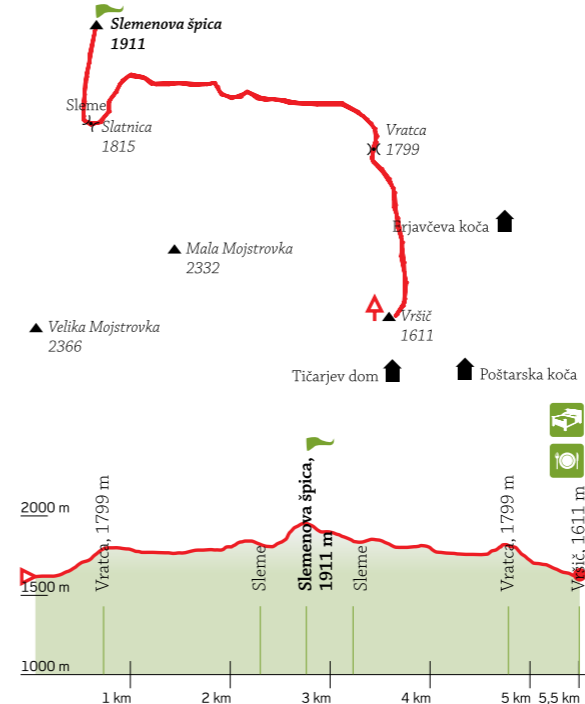 Slemenova špica
1911
Sleme
Slatnica
1815
Vratca
1799
Erjavčeva koča
Mala Mojstrovka
2332
Velika Mojstrovka
2366
Vršič
1611
Tičarjev dom
Poštarska koča
2000 m
1500 m
1000 m
Vratca, 1799 m
Sleme
Slemenova špica,
1911 m
Sleme
Vratca, 1799 m
Vršič, 1611 m
1 km
2 km
3 km
4 km
5 km
5,5 km